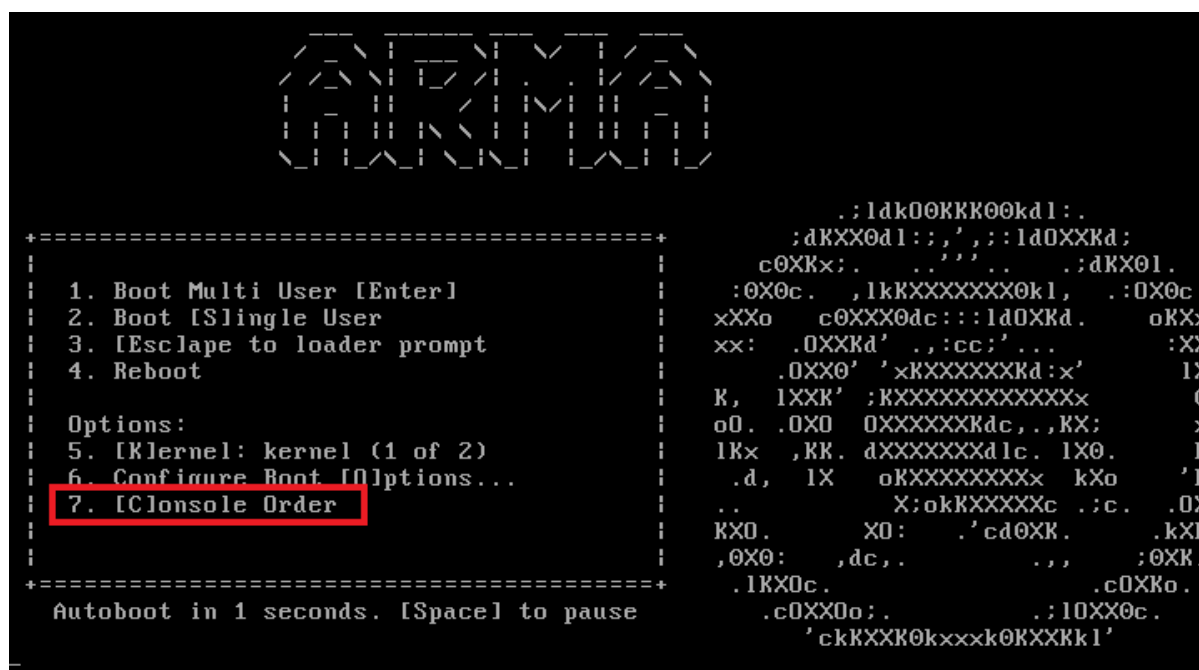 ARMA
1. Boot Multi User [Enter]
2. Boot [S]ingle User
3. [Esc]ape to loader prompt
4. Reboot
Options:
5. [K]ernel: kernel (1 of 2)
6. Configure Boot [O]ptions...
7. [C]onsole Order
Autoboot in 1 seconds. [Space] to pause